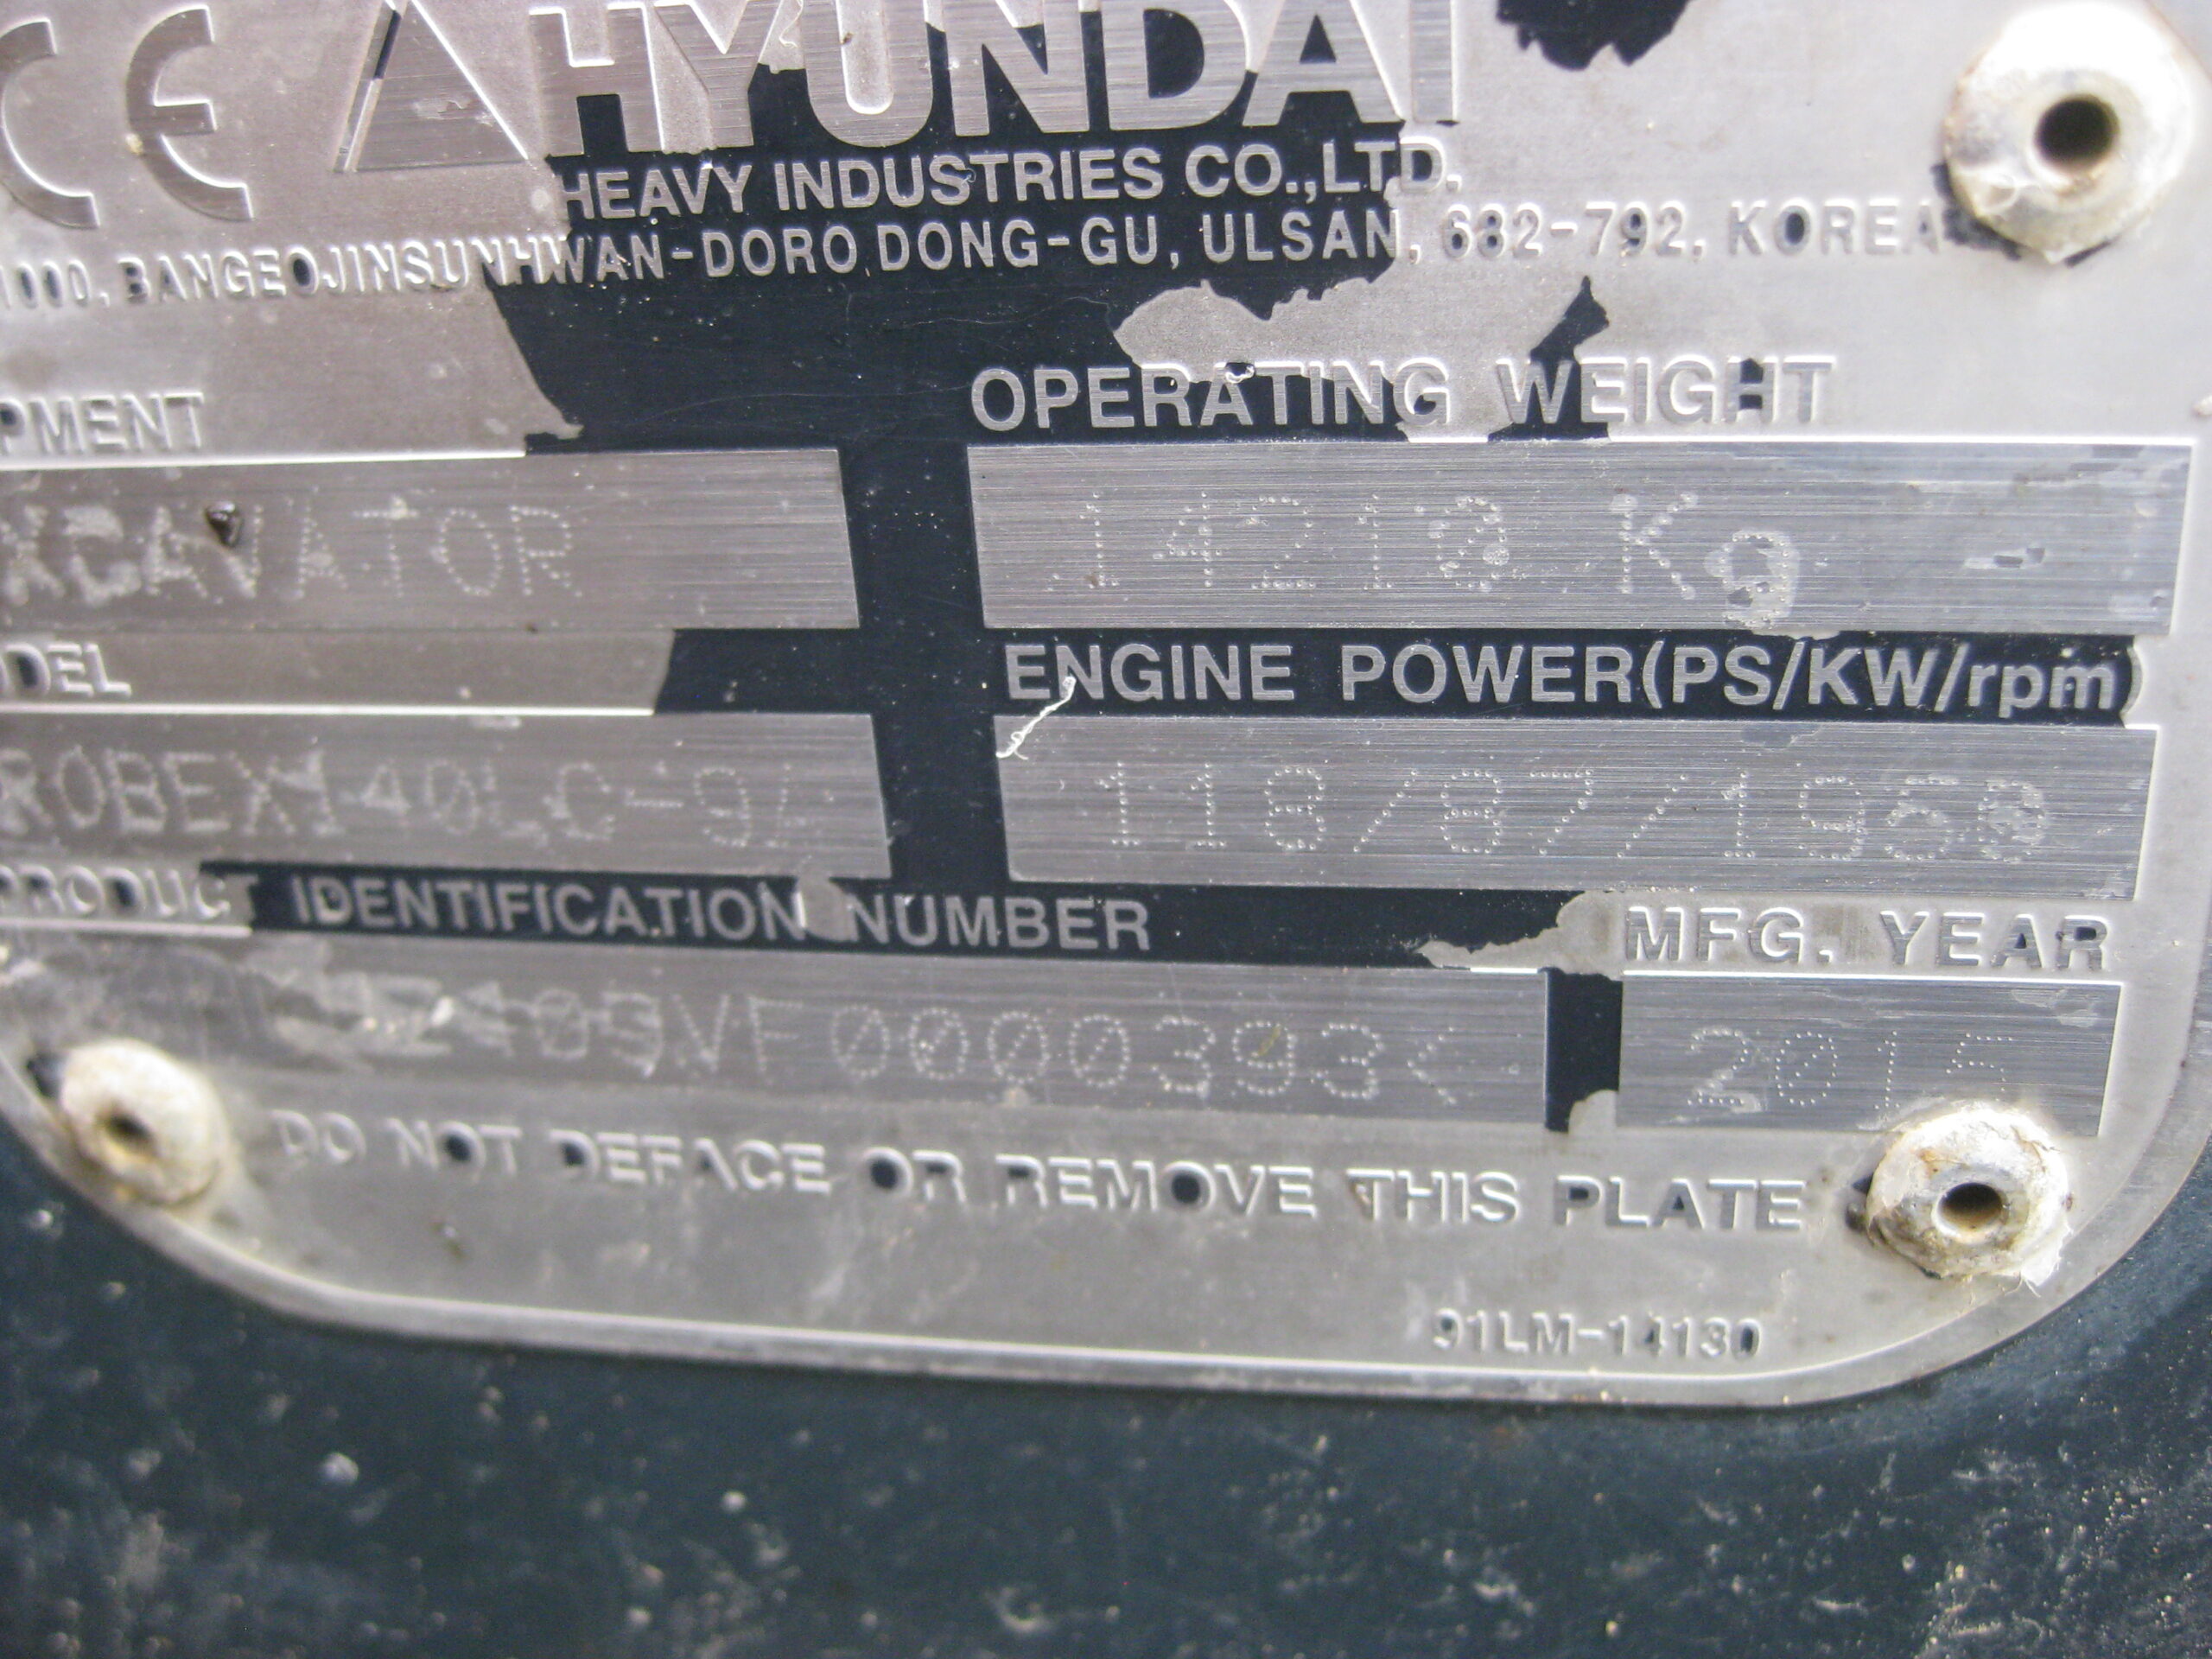 CE HYUNDAI
HEAVY INDUSTRIES CO.,LTD.
1000, BANGEOJINSUNHWAN-DORO, DONG-GU, ULSAN, 682-792, KOREA
PMENT OPERATING WEIGHT
XCAVATOR 14210 Kg
DEL ENGINE POWER(PS/KW/rpm)
ROBEX140LC-9A 118/87/1950
PRODUCT IDENTIFICATION NUMBER MFG. YEAR
DO NOT DEFACE OR REMOVE THIS PLATE
91LM-14130